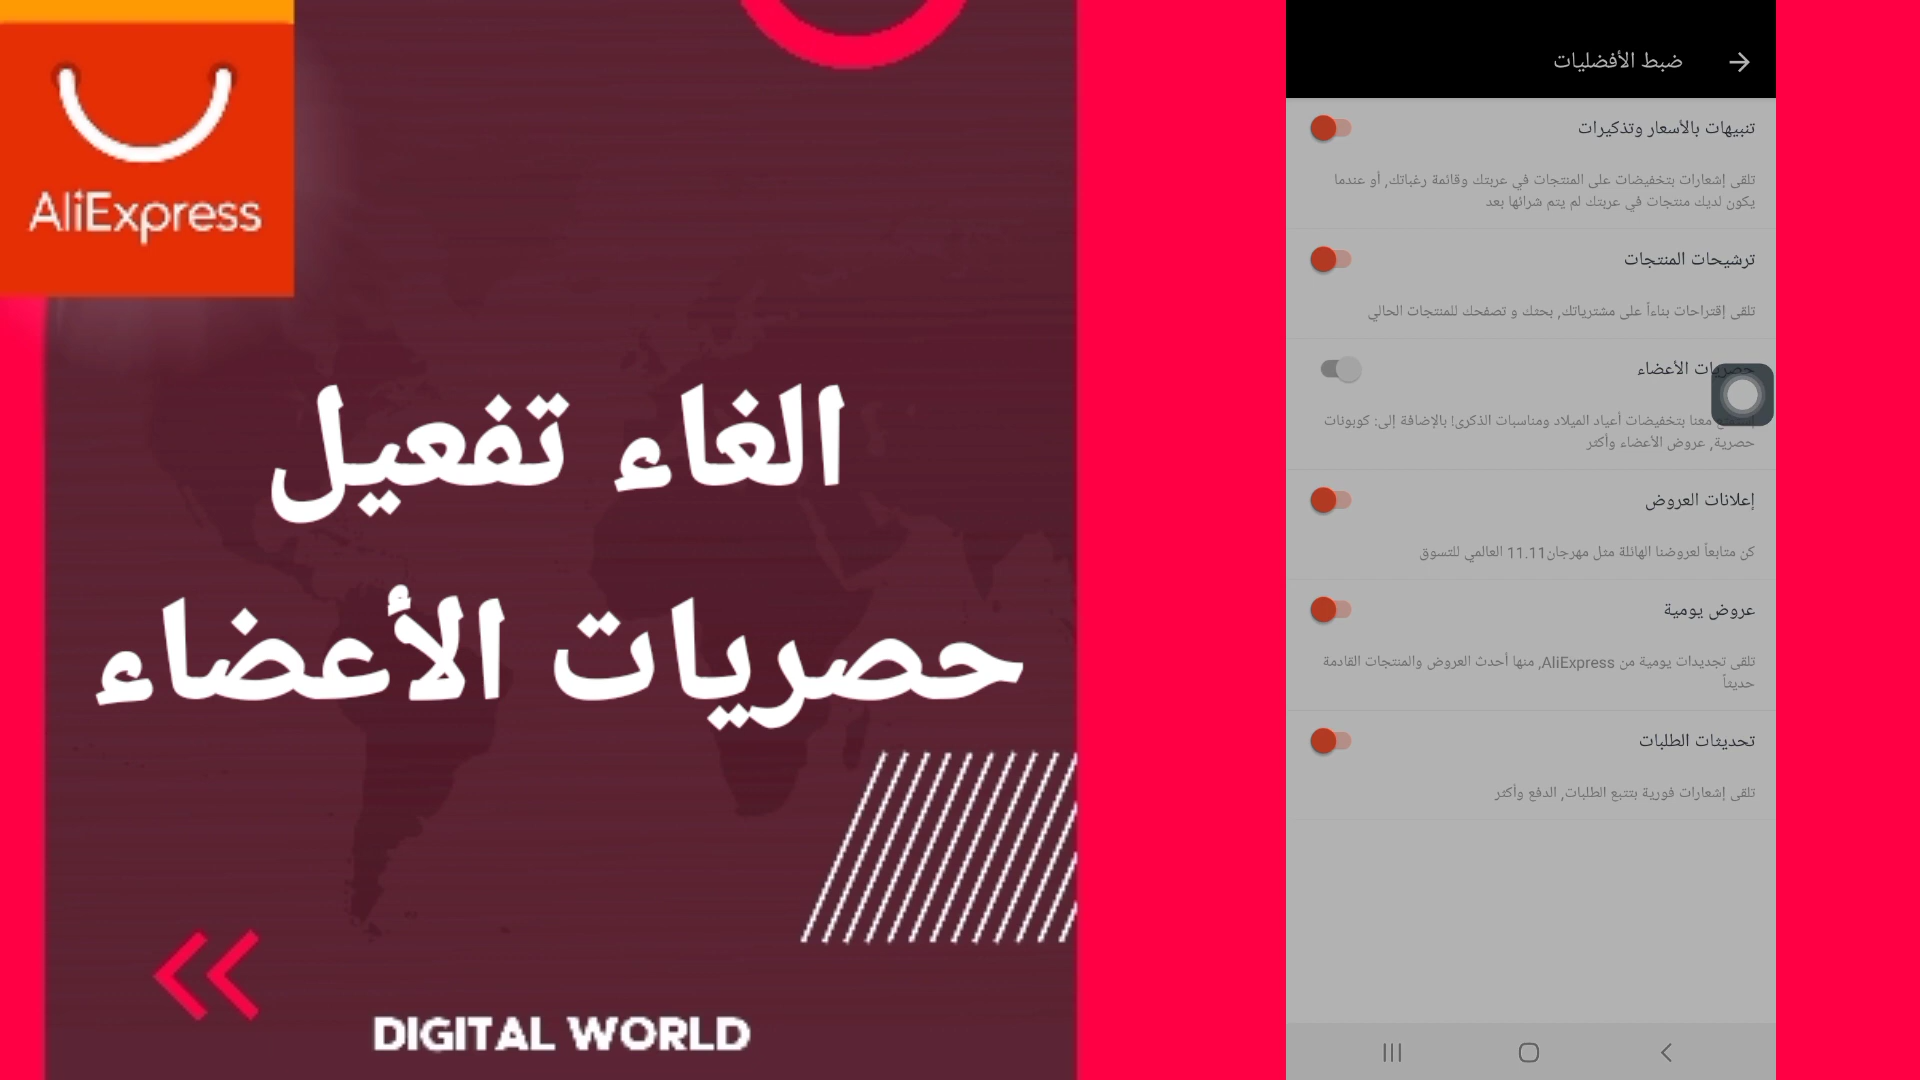 AliExpress
الغاء تفعيل
حصريات الأعضاء
DIGITAL WORLD
ضبط الأفضليات
تنبيهات بالأسعار وتذكيرات
تلقى إشعارات بتخفيضات على المنتجات في عربتك وقائمة رغباتك, أو عندما
يكون لديك منتجات في عربتك لم يتم شرائها بعد
ترشيحات المنتجات
تلقى إقتراحات بناءاً على مشترياتك, بحثك و تصفحك للمنتجات الحالي
حصريات الأعضاء
إستمتع معنا بتخفيضات أعياد الميلاد ومناسبات الذكرى! بالإضافة إلى: كوبونات
حصرية, عروض الأعضاء وأكثر
إعلانات العروض
كن متابعاً لعروضنا الهائلة مثل مهرجان11.11 العالمي للتسوق
عروض يومية
تلقى تجديدات يومية من AliExpress, منها أحدث العروض والمنتجات القادمة
حديثاً
تحديثات الطلبات
تلقى إشعارات فورية بتتبع الطلبات, الدفع وأكثر